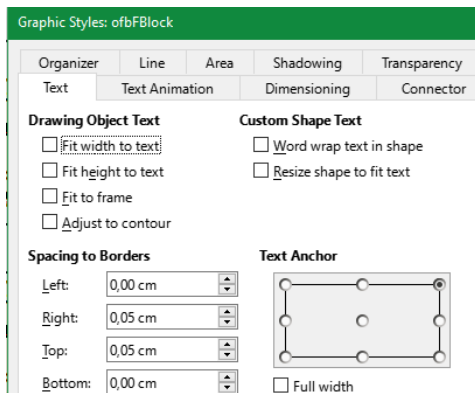 Graphic Styles: ofbFBlock
Organizer Line Area Shadowing Transparency
Text Text Animation Dimensioning Connector
Drawing Object Text Custom Shape Text
Fit width to text Word wrap text in shape
Fit height to text Resize shape to fit text
Fit to frame
Adjust to contour
Spacing to Borders Text Anchor
Left: 0,00 cm
Right: 0,05 cm
Top: 0,05 cm
Bottom: 0,00 cm Full width